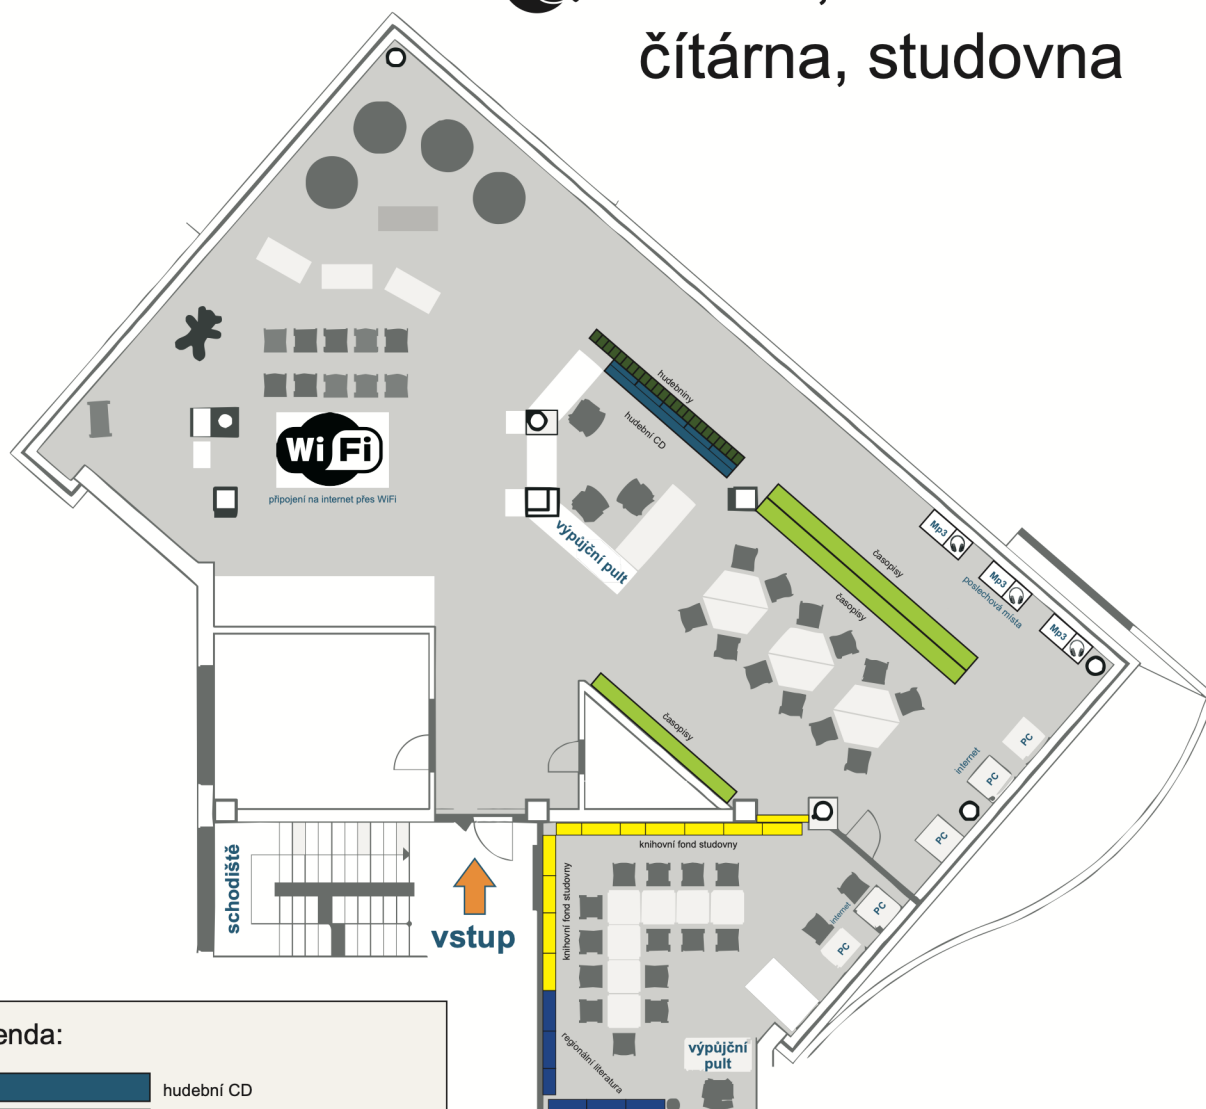 čítárna, studovna
hudebniny
hudební CD
WiFi
připojení na internet přes WiFi
výpůjční pult
časopisy
časopisy
Mp3
Mp3
Mp3
poslechová místa
časopisy
internet
PC
PC
PC
knihovní fond studovny
knihovní fond studovny
schodiště
vstup
internet
PC
PC
regionální literatura
výpůjční
pult
enda:
hudební CD